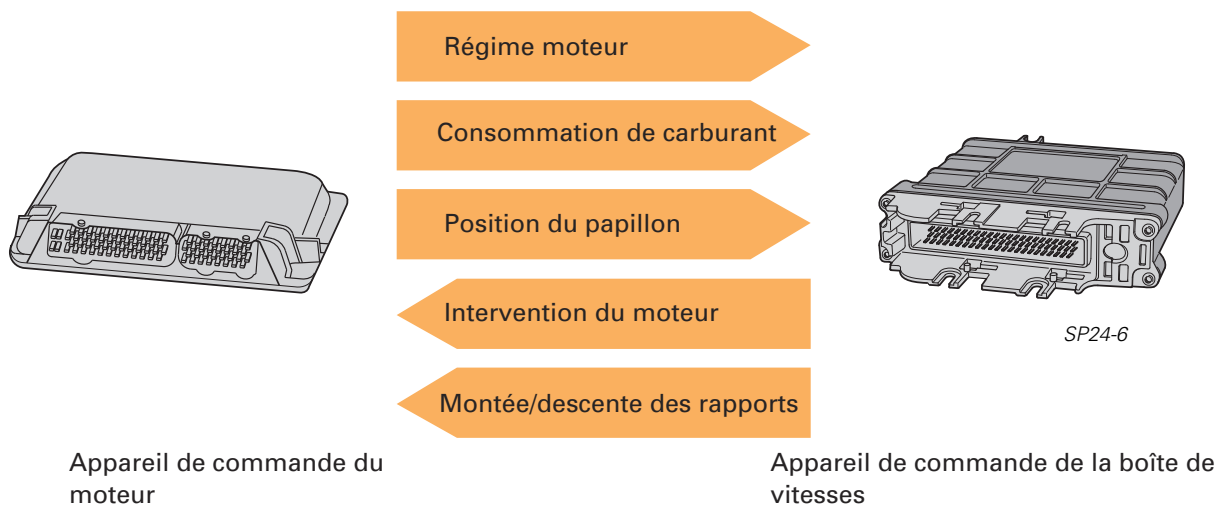 Régime moteur
Consommation de carburant
Position du papillon
Intervention du moteur
SP24-6
Montée/descente des rapports
Appareil de commande du
moteur
Appareil de commande de la boîte de
vitesses